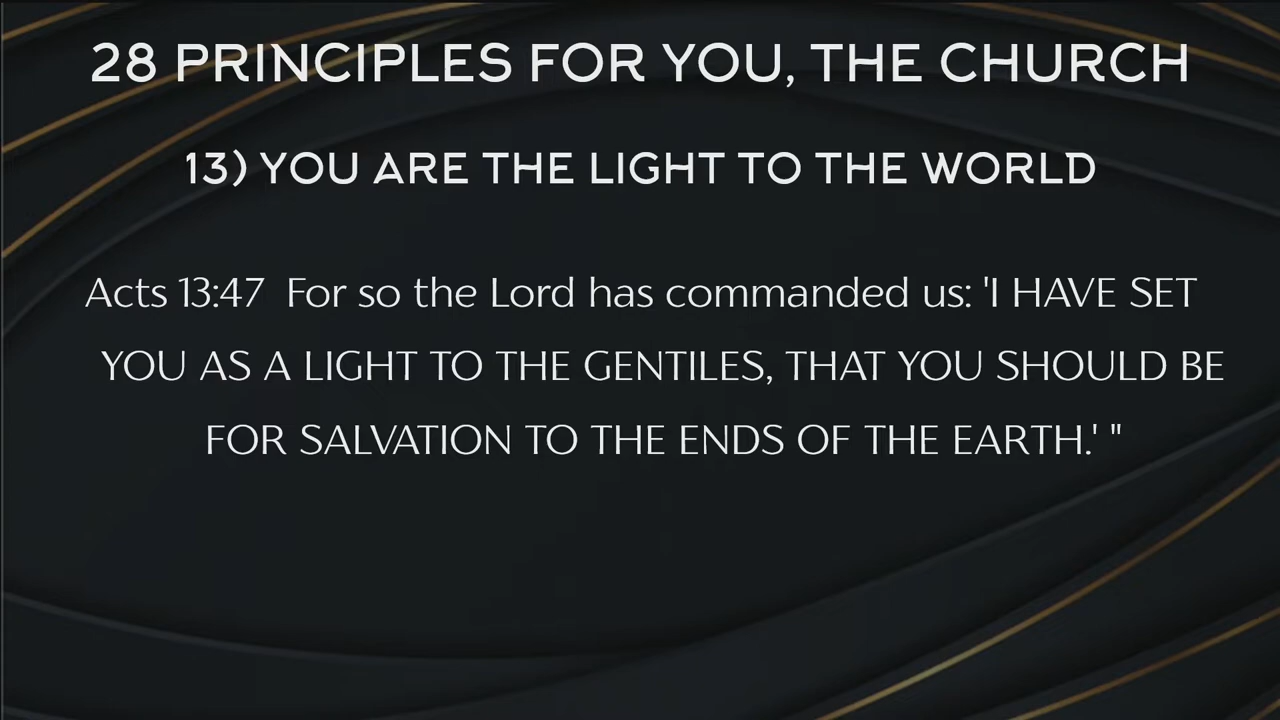 28 PRINCIPLES FOR YOU, THE CHURCH
13) YOU ARE THE LIGHT TO THE WORLD
Acts 13:47  For so the Lord has commanded us: 'I HAVE SET
YOU AS A LIGHT TO THE GENTILES, THAT YOU SHOULD BE
FOR SALVATION TO THE ENDS OF THE EARTH.' "